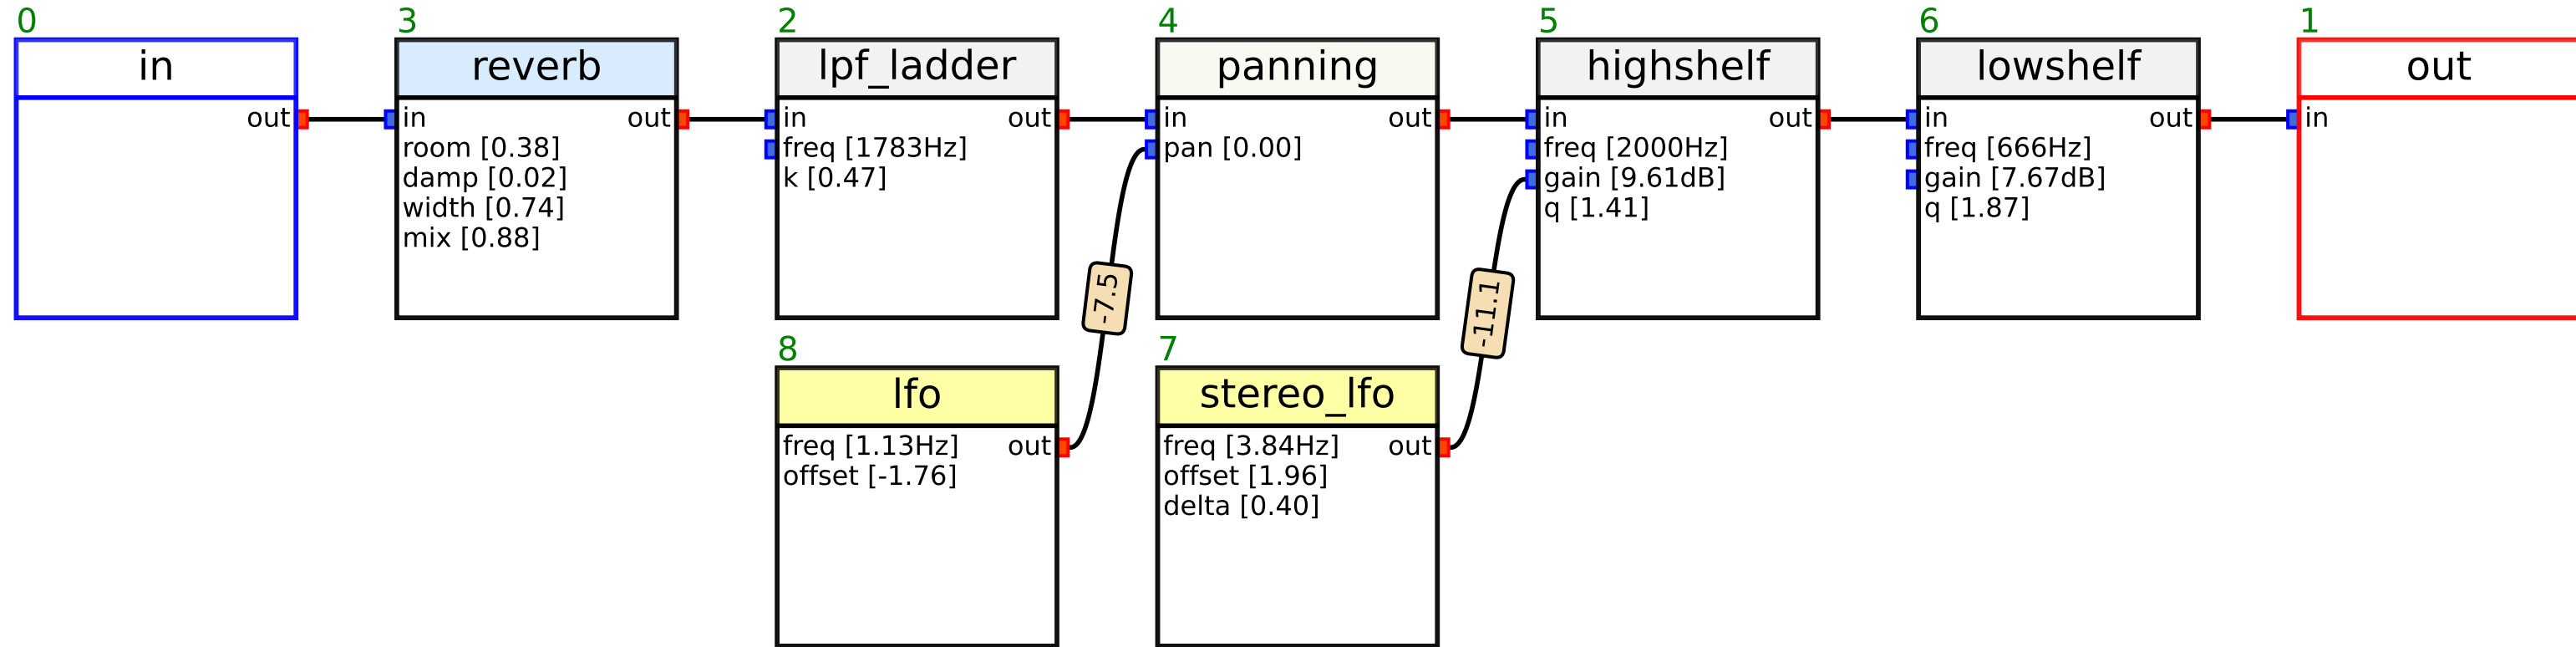 0
in
out
3
reverb
in out
room [0.38]
damp [0.02]
width [0.74]
mix [0.88]
2
lpf_ladder
in out
freq [1783Hz]
k [0.47]
4
panning
in out
pan [0.00]
5
highshelf
in out
freq [2000Hz]
gain [9.61dB]
q [1.41]
6
lowshelf
in out
freq [666Hz]
gain [7.67dB]
q [1.87]
1
out
in
-7.5
-11.1
8
lfo
freq [1.13Hz] out
offset [-1.76]
7
stereo_lfo
freq [3.84Hz] out
offset [1.96]
delta [0.40]